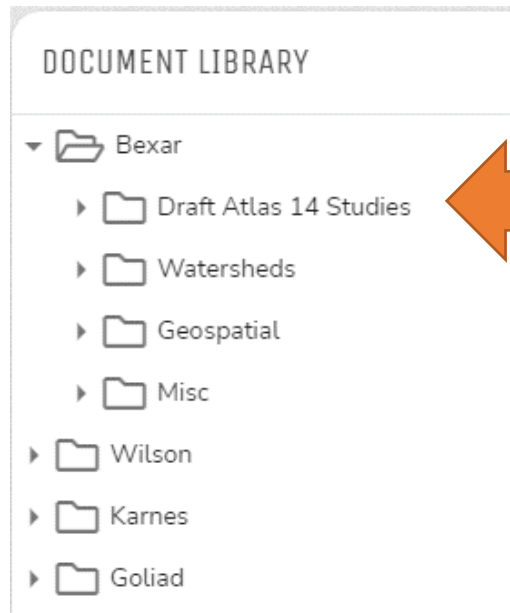 DOCUMENT LIBRARY
Bexar
Draft Atlas 14 Studies
Watersheds
Geospatial
Misc
Wilson
Karnes
Goliad